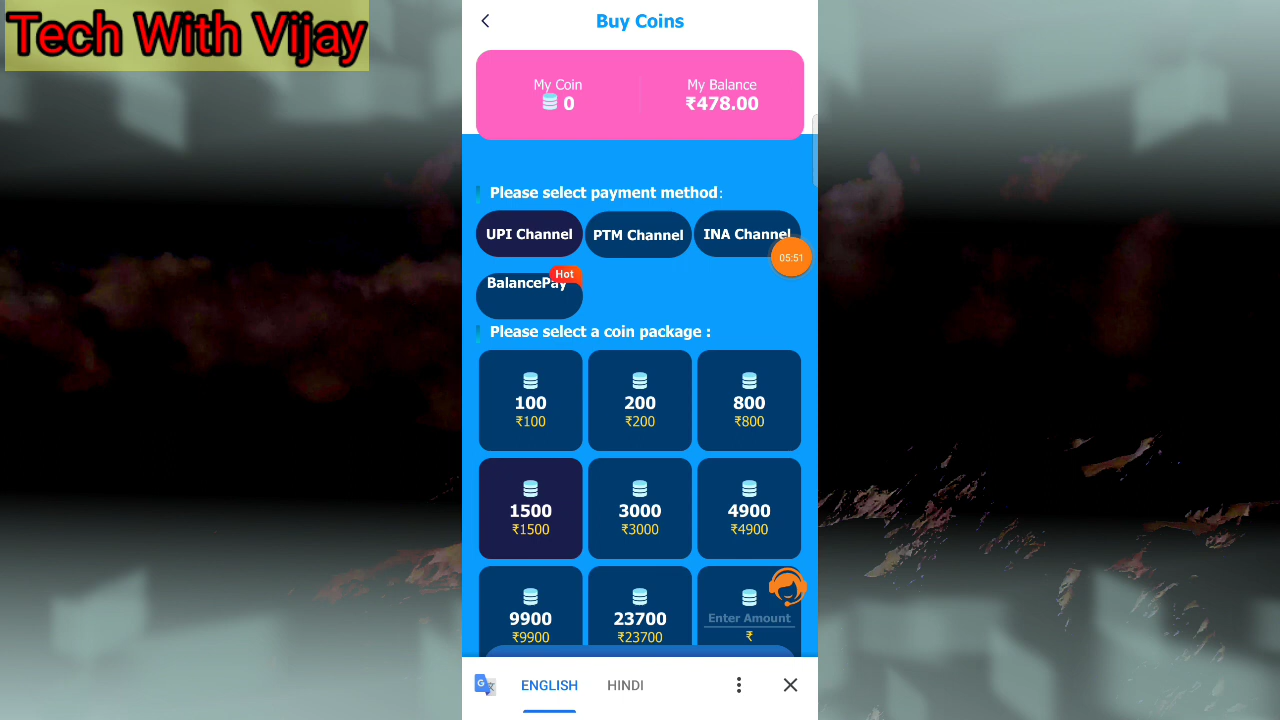 Tech With Vijay
Buy Coins
My Coin
0
My Balance
₹478.00
Please select payment method:
UPI Channel
PTM Channel
INA Channel
05:51
BalancePay
Hot
Please select a coin package :
100
₹100
200
₹200
800
₹800
1500
₹1500
3000
₹3000
4900
₹4900
9900
₹9900
23700
₹23700
Enter Amount
₹
ENGLISH
HINDI